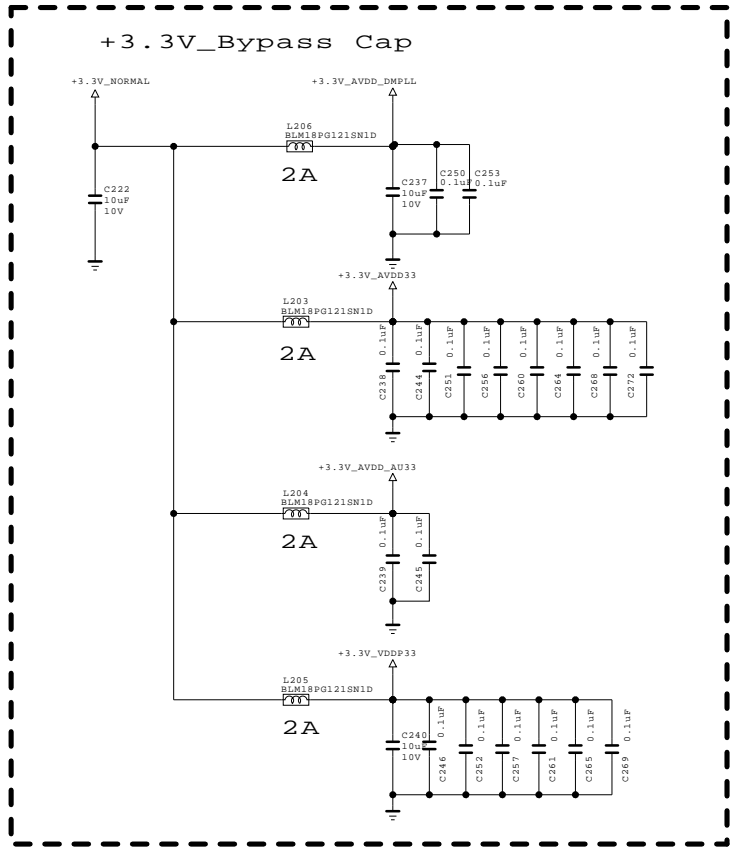 +3.3V_Bypass Cap
+3.3V_NORMAL
+3.3V_AVDD_DMPLL
L206
BLM18PG121SN1D
2A
C222
10uF
10V
C237
10uF
10V
C250
0.1uF
C253
0.1uF
+3.3V_AVDD33
L203
BLM18PG121SN1D
2A
0.1uF
C238
0.1uF
C244
0.1uF
C251
0.1uF
C256
0.1uF
C260
0.1uF
C264
0.1uF
C268
0.1uF
C272
+3.3V_AVDD_AU33
L204
BLM18PG121SN1D
2A
0.1uF
C239
0.1uF
C245
+3.3V_VDDP33
L205
BLM18PG121SN1D
2A
C240
10uF
10V
0.1uF
C246
0.1uF
C252
0.1uF
C257
0.1uF
C261
0.1uF
C265
0.1uF
C269